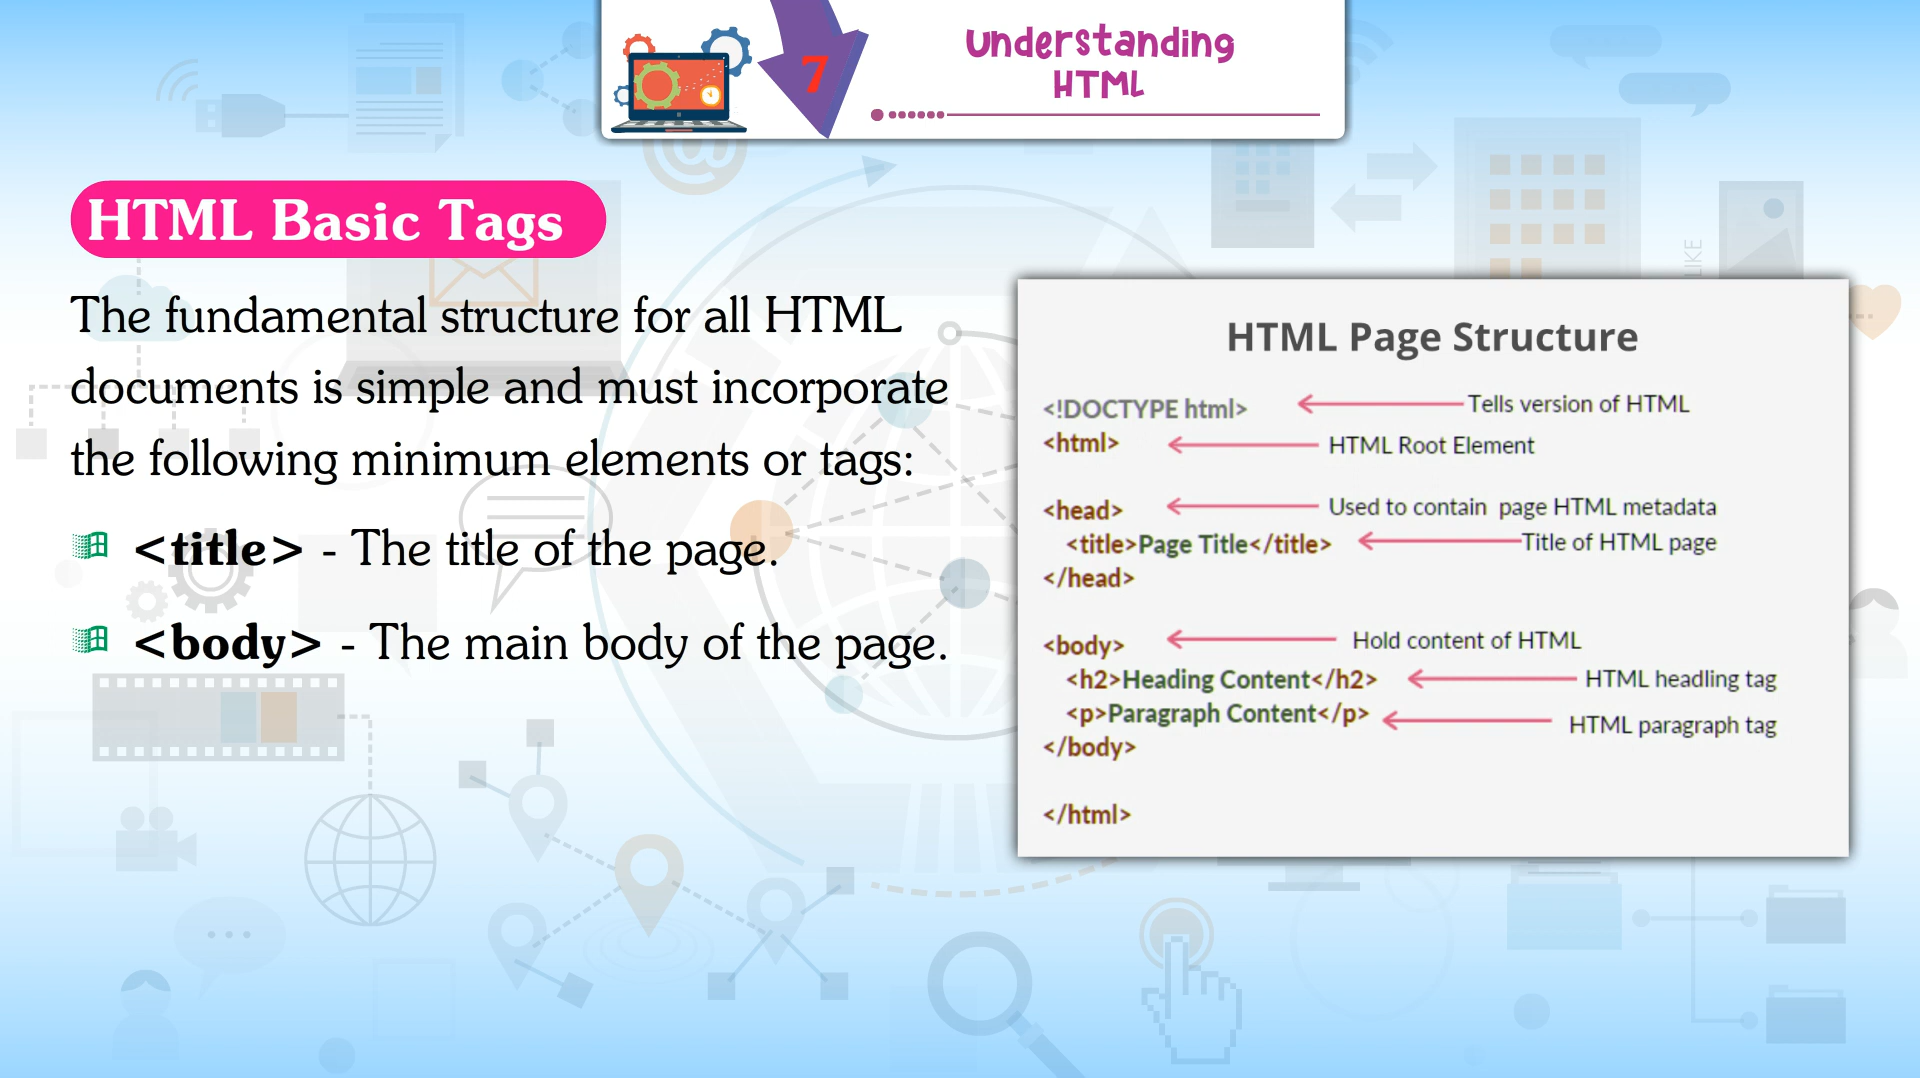 7
Understanding
HTML
HTML Basic Tags
The fundamental structure for all HTML
documents is simple and must incorporate
the following minimum elements or tags:
<title> - The title of the page.
<body> - The main body of the page.
HTML Page Structure
<!DOCTYPE html> Tells version of HTML
<html> HTML Root Element
<head> Used to contain page HTML metadata
<title>Page Title</title> Title of HTML page
</head>
<body> Hold content of HTML
<h2>Heading Content</h2> HTML headling tag
<p>Paragraph Content</p> HTML paragraph tag
</body>
</html>
LIKE
@